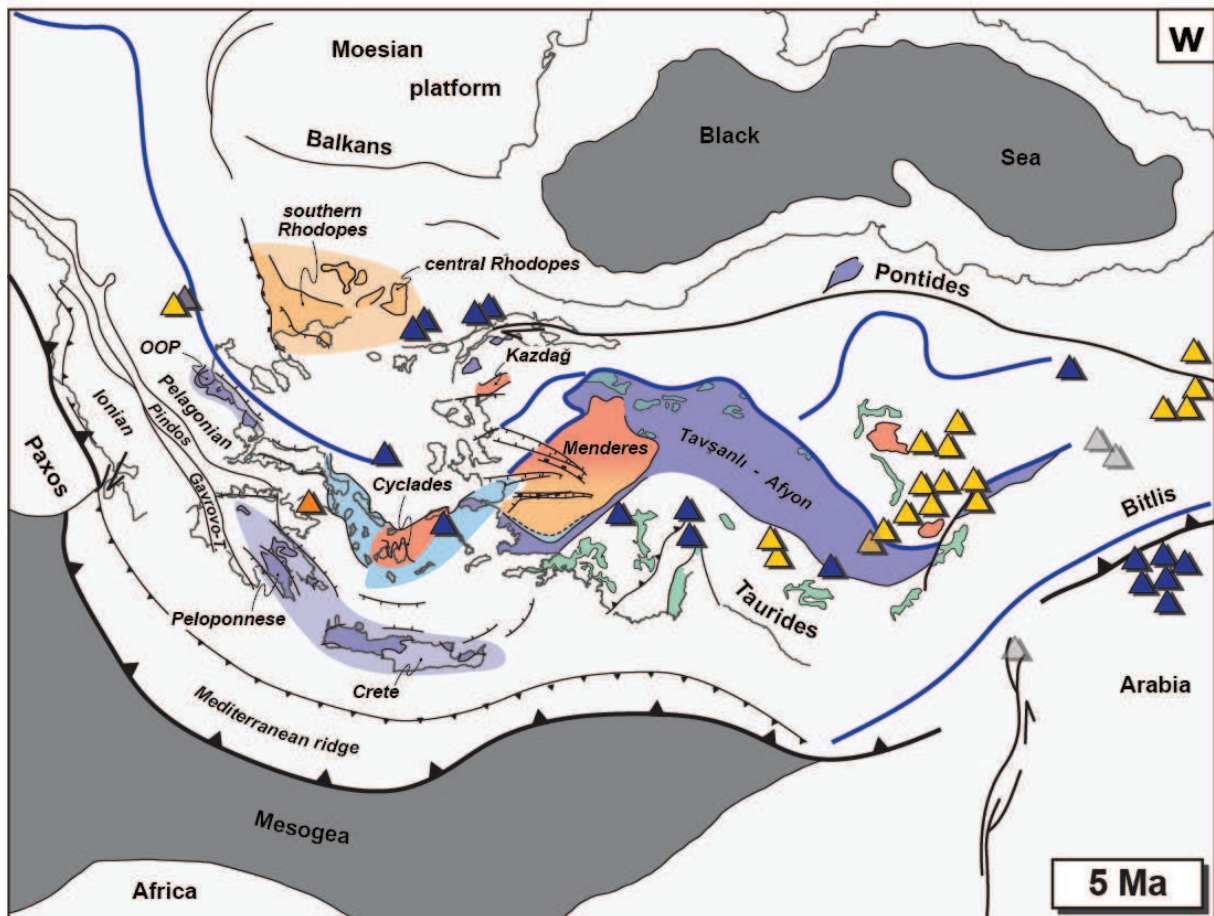 W
Moesian
platform
Balkans
Black
Sea
southern
Rhodopes
central Rhodopes
Pontides
OOP
Kazdağ
Ionian
Pindos
Pelagonian
Paxos
Gavrovo-T.
Menderes
Tavşanlı - Afyon
Cyclades
Bitlis
Peloponnese
Taurides
Crete
Arabia
Mediterranean ridge
Mesogea
Africa
5 Ma